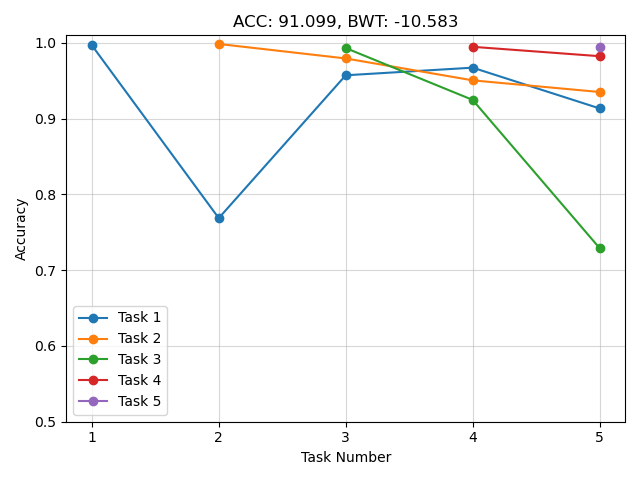 ACC: 91.099, BWT: -10.583
1.0
0.9
0.8
0.7
0.6
0.5
Accuracy
Task 1
Task 2
Task 3
Task 4
Task 5
1 2 3 4 5
Task Number